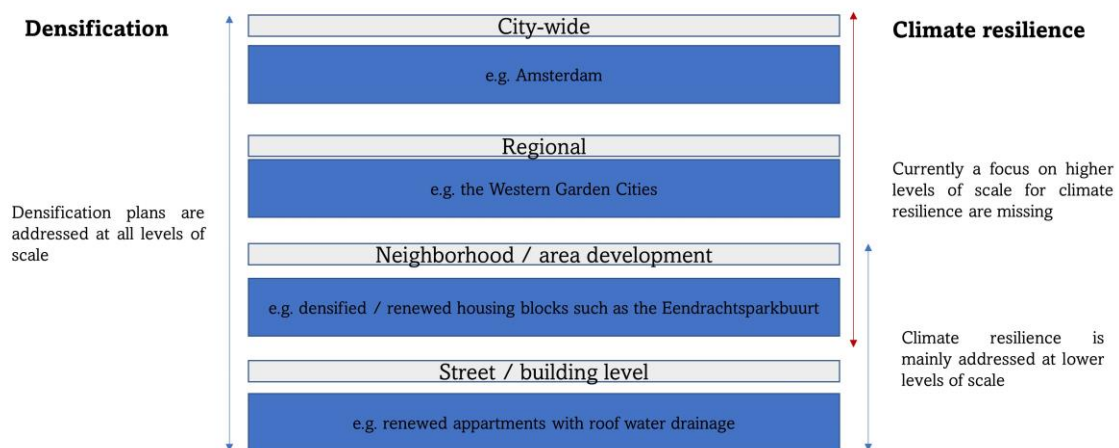 Densification
City-wide
Climate resilience
e.g. Amsterdam
Regional
e.g. the Western Garden Cities
Currently a focus on higher
levels of scale for climate
resilience are missing
Densification plans are
addressed at all levels of
scale
Neighborhood / area development
e.g. densified / renewed housing blocks such as the Eendrachtsparkbuurt
Climate resilience is
mainly addressed at lower
levels of scale
Street / building level
e.g. renewed appartments with roof water drainage